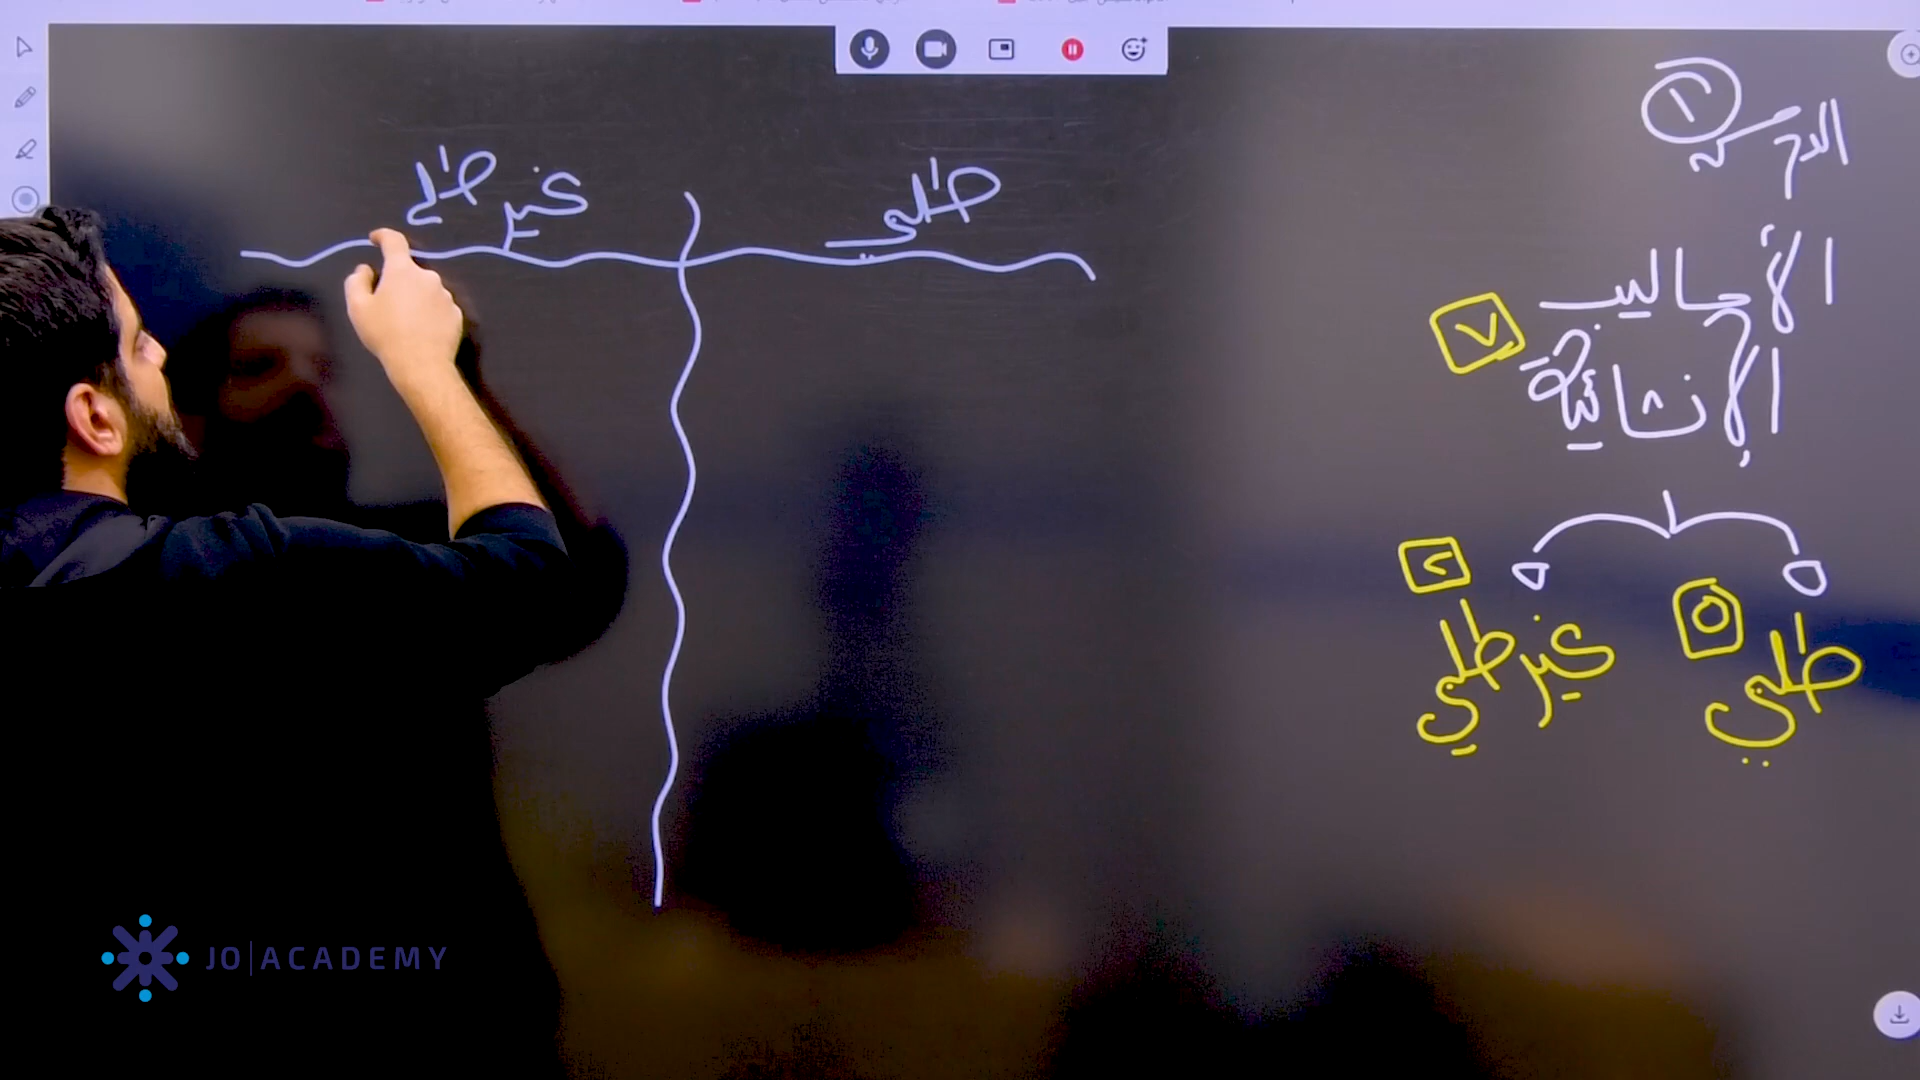 الدرس ١
الأساليب
الإنشائية ٧
طلبي ٥
غير طلبي ٢
طلبي
غير طلبي
JO|ACADEMY